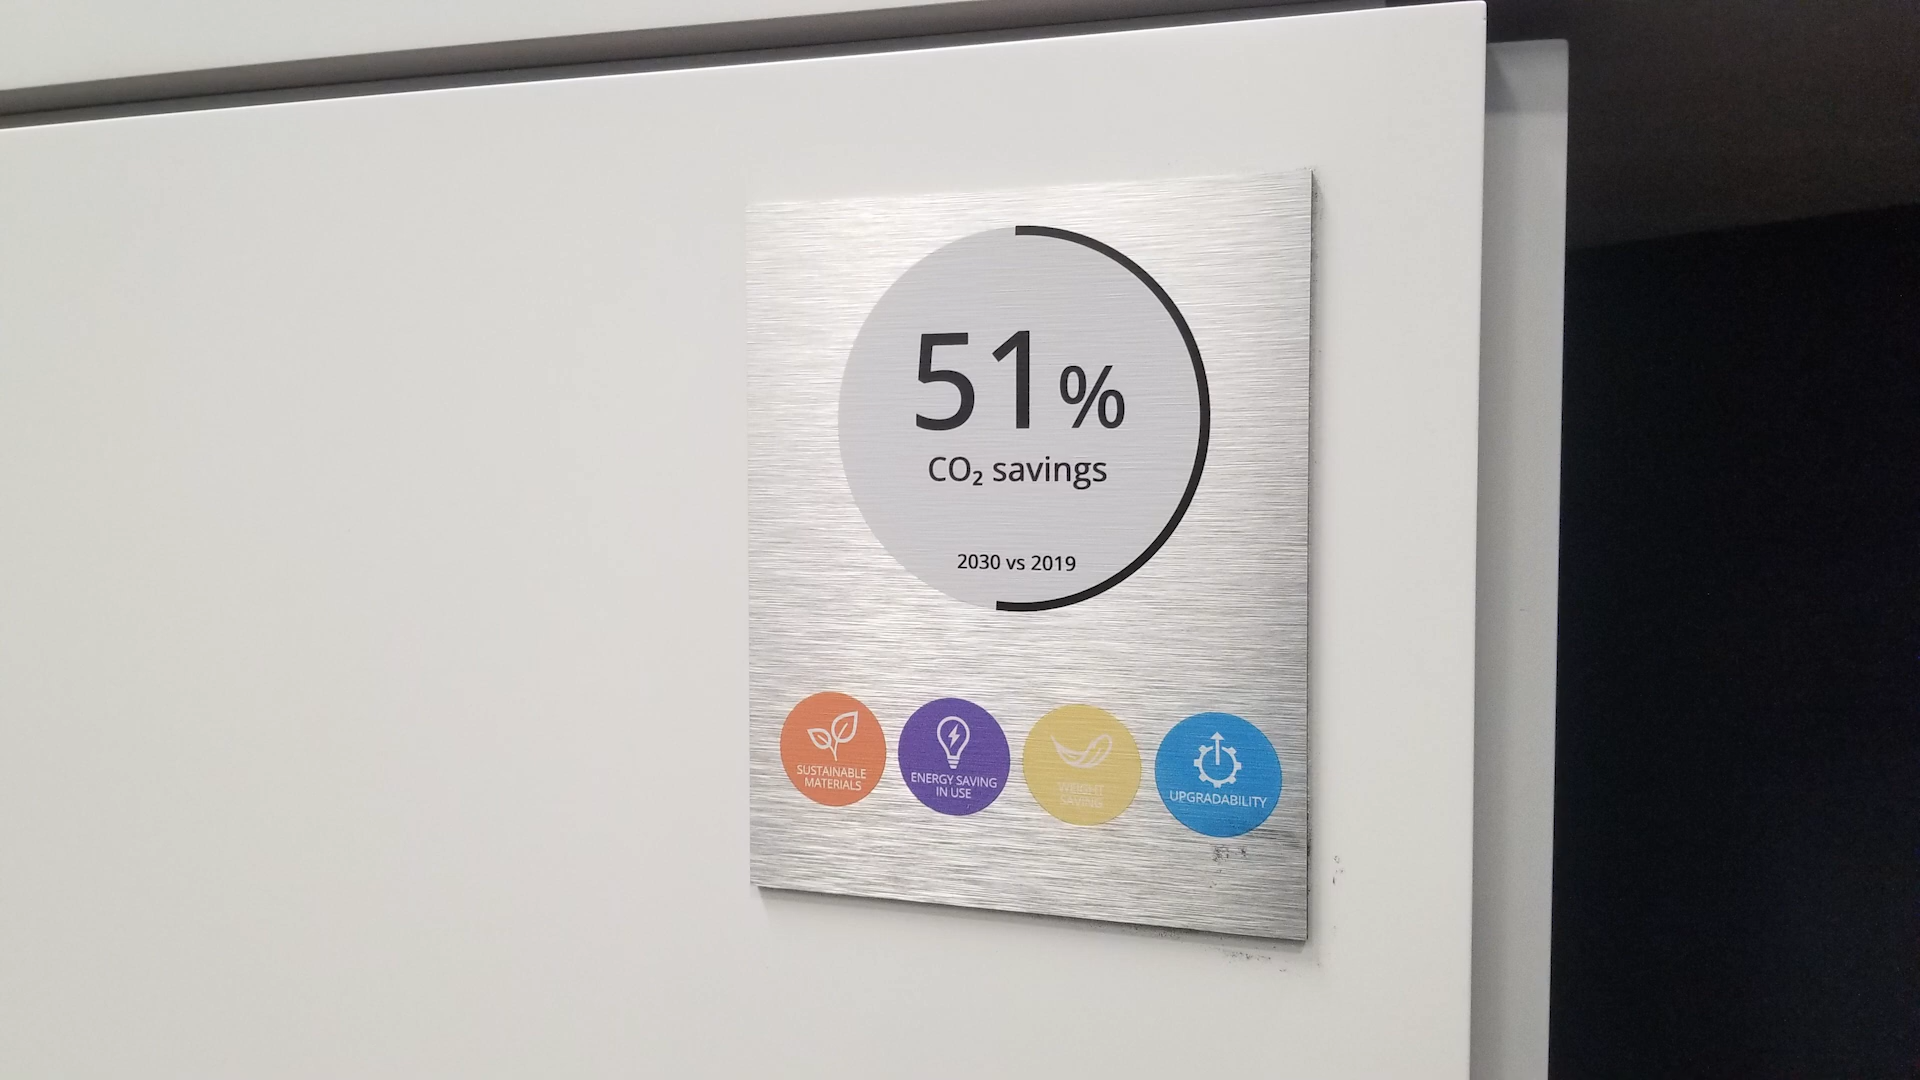 51%
CO₂ savings
2030 vs 2019
SUSTAINABLE
MATERIALS
ENERGY SAVING
IN USE
WEIGHT
SAVING
UPGRADABILITY